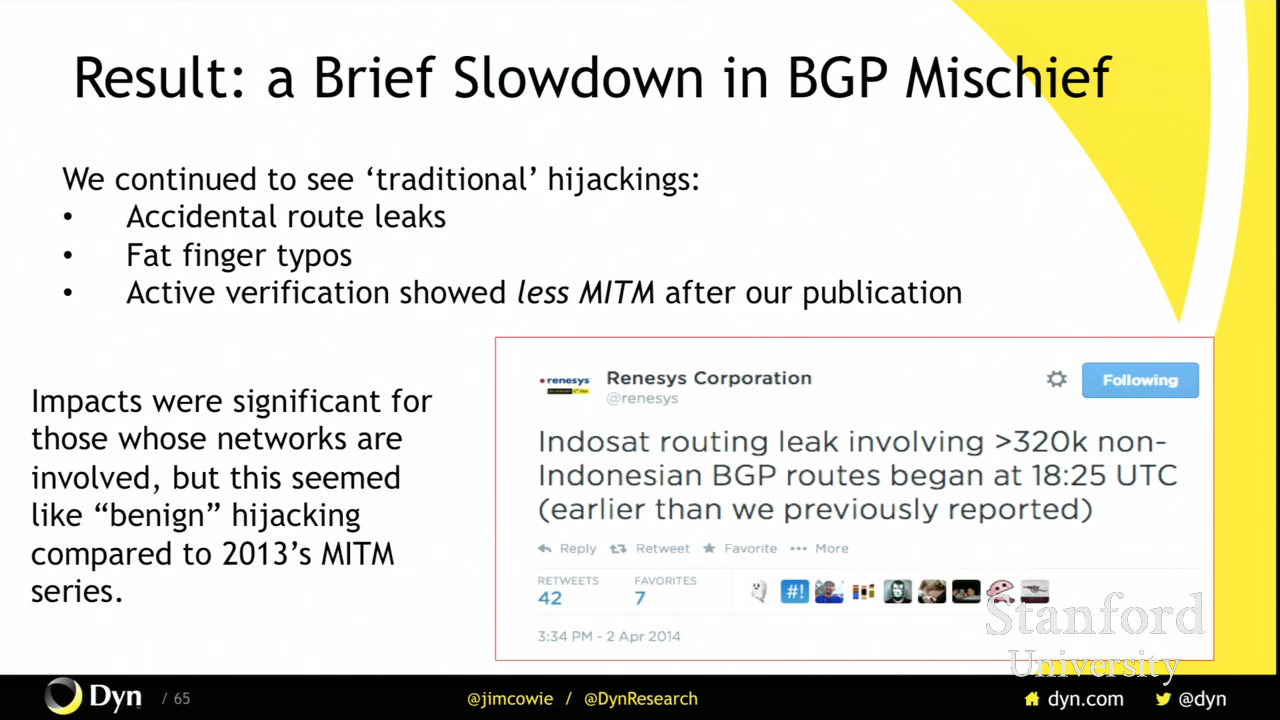 Result: a Brief Slowdown in BGP Mischief
We continued to see ‘traditional’ hijackings:
• Accidental route leaks
• Fat finger typos
• Active verification showed less MITM after our publication
Impacts were significant for
those whose networks are
involved, but this seemed
like “benign” hijacking
compared to 2013’s MITM
series.
renesys
Renesys Corporation
@renesys
Following
Indosat routing leak involving >320k non-
Indonesian BGP routes began at 18:25 UTC
(earlier than we previously reported)
Reply Retweet Favorite ••• More
RETWEETS FAVORITES
42 7
#!
3:34 PM - 2 Apr 2014
Stanford
University
Dyn / 65 @jimcowie / @DynResearch dyn.com @dyn